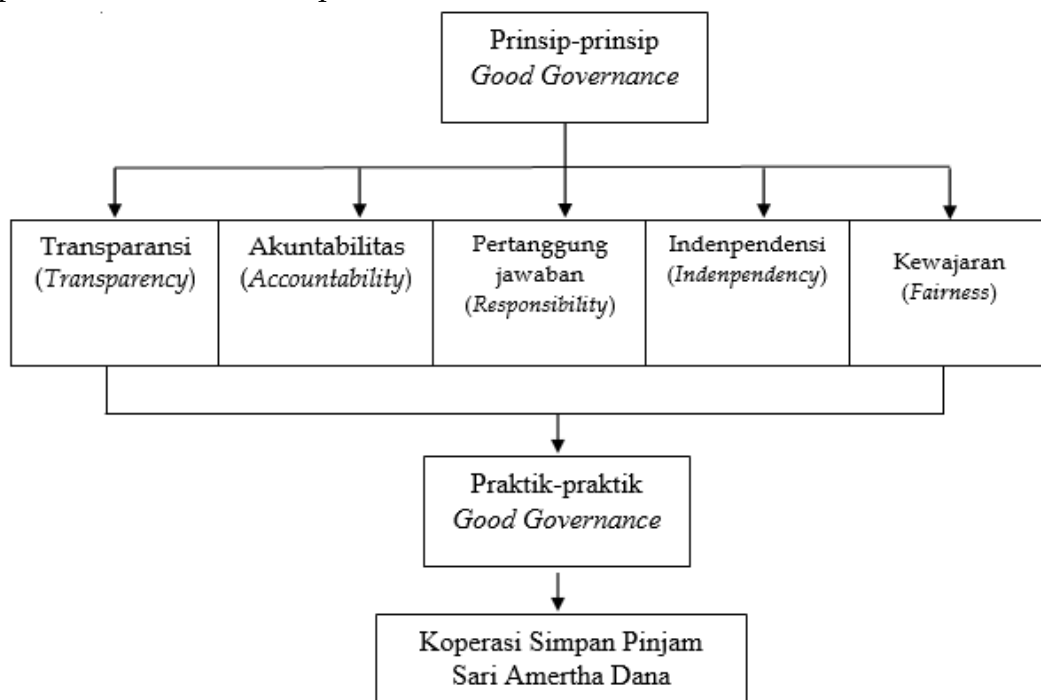 Prinsip-prinsip
Good Governance
Transparansi
(Transparency)
Akuntabilitas
(Accountability)
Pertanggung
jawaban
(Responsibility)
Indenpendensi
(Indenpendency)
Kewajaran
(Fairness)
Praktik-praktik
Good Governance
Koperasi Simpan Pinjam
Sari Amertha Dana